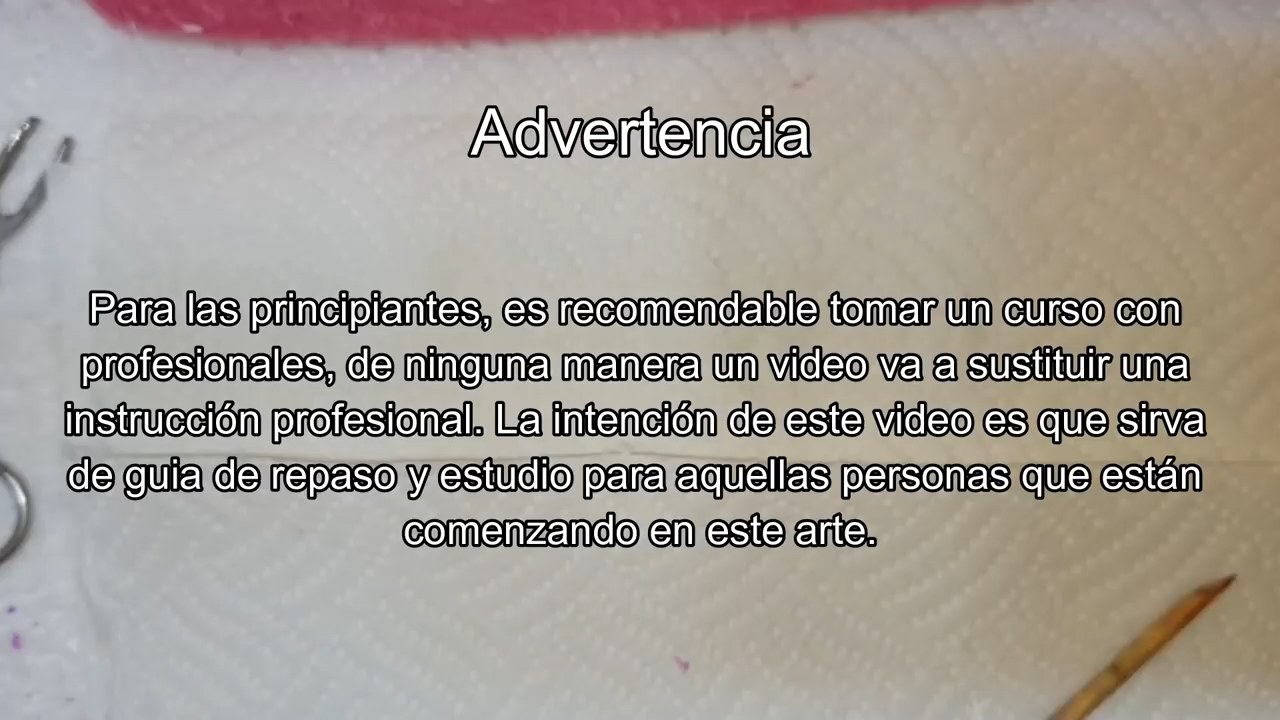 Advertencia
Para las principiantes, es recomendable tomar un curso con
profesionales, de ninguna manera un video va a sustituir una
instrucción profesional. La intención de este video es que sirva
de guia de repaso y estudio para aquellas personas que están
comenzando en este arte.